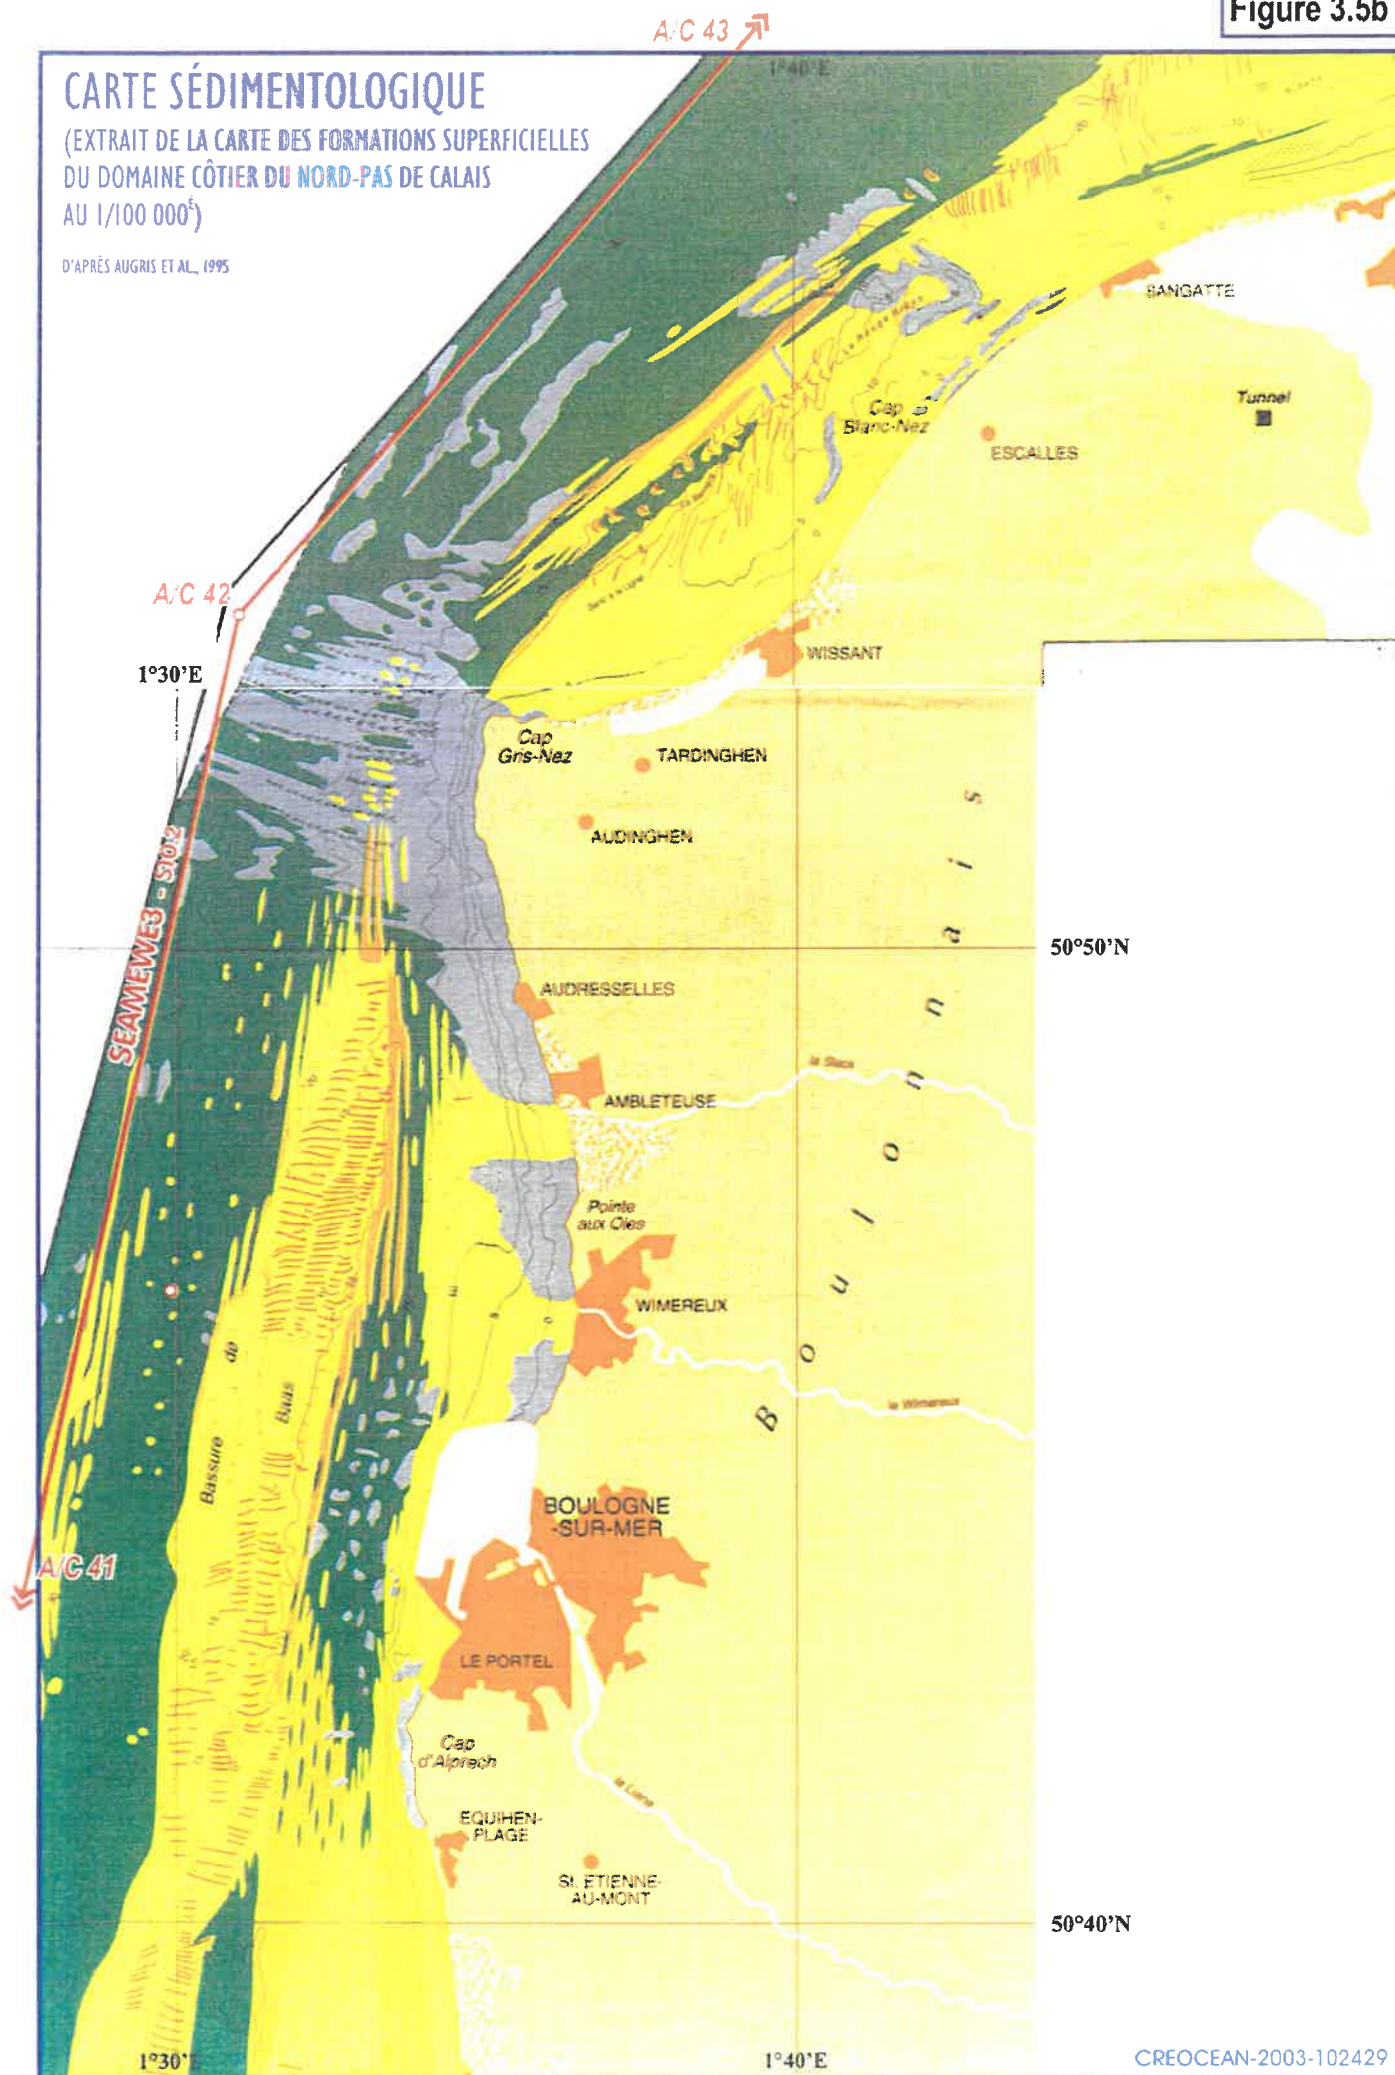 Figure 3.5b
A/C 43
1°40'E
CARTE SÉDIMENTOLOGIQUE
(EXTRAIT DE LA CARTE DES FORMATIONS SUPERFICIELLES
DU DOMAINE CÔTIER DU NORD-PAS DE CALAIS
AU 1/100 000E)
D'APRÈS AUGRIS ET AL., 1995
SANGATTE
Tunnel
Cap
Blanc-Nez
ESCALLES
A/C 42
WISSANT
1°30'E
Cap
Gris-Nez
TARDINGHEN
AUDINGHEN
SEAMEWE3 - S10.2
50°50'N
AUDRESSELLES
la Slack
AMBLETEUSE
Pointe
aux Oies
Boulonnais
WIMEREUX
Bassure de Baas
le Wimereux
BOULOGNE
-SUR-MER
A/C 41
LE PORTEL
Cap
d'Alprech
la Liane
EQUIHEN-
PLAGE
St. ETIENNE-
AU-MONT
50°40'N
1°30'E
1°40'E
CREOCEAN-2003-102429